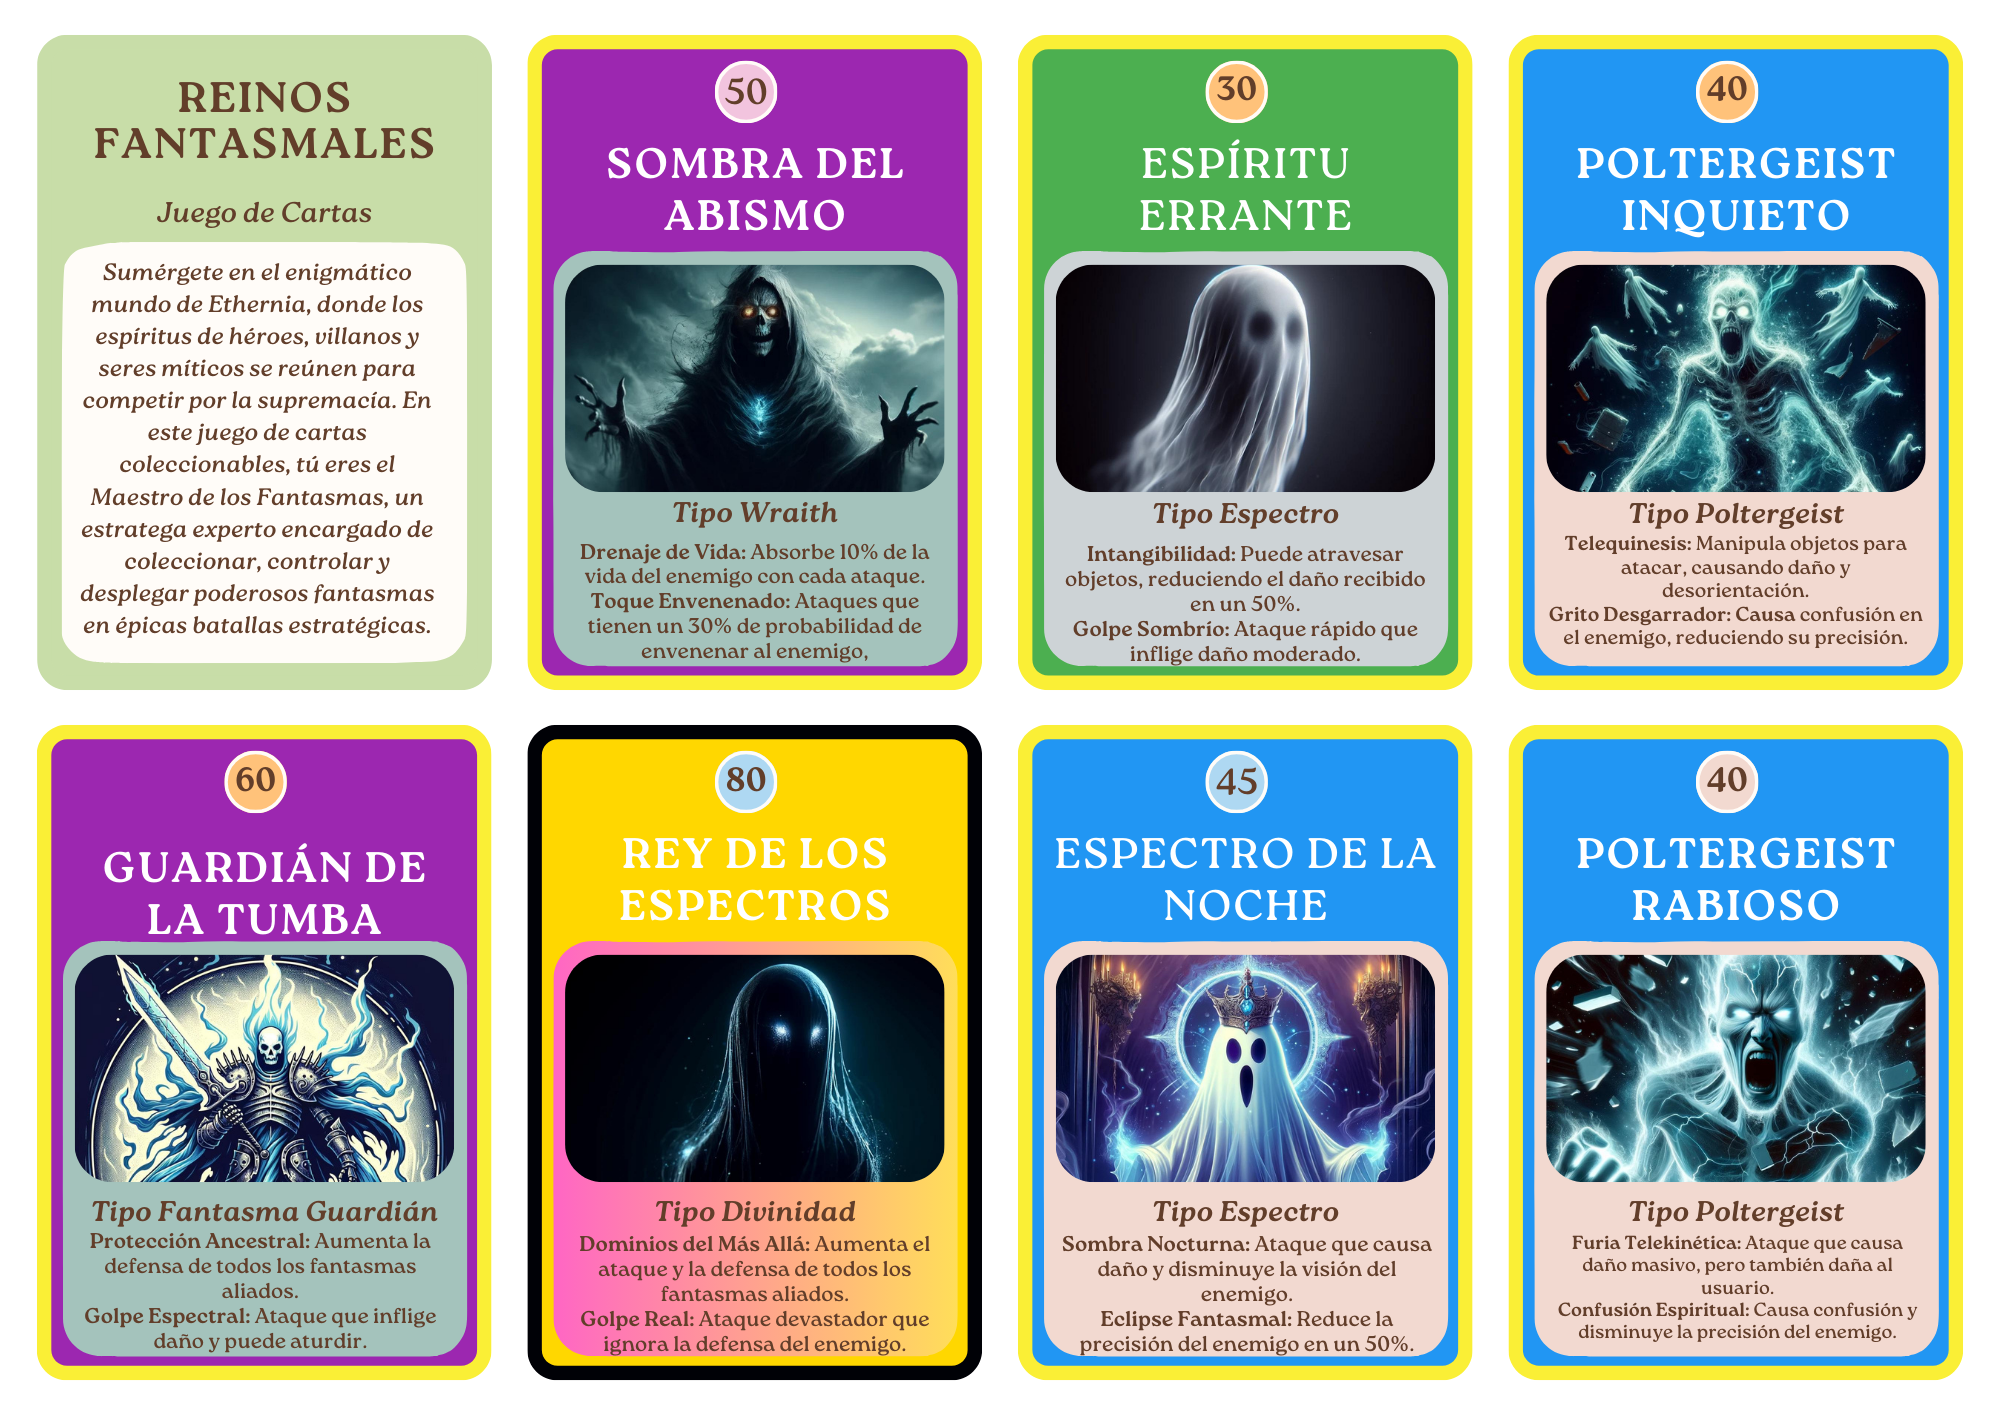 REINOS
FANTASMALES
Juego de Cartas
Sumérgete en el enigmático
mundo de Ethernia, donde los
espíritus de héroes, villanos y
seres míticos se reúnen para
competir por la supremacía. En
este juego de cartas
coleccionables, tú eres el
Maestro de los Fantasmas, un
estratega experto encargado de
coleccionar, controlar y
desplegar poderosos fantasmas
en épicas batallas estratégicas.
50
SOMBRA DEL
ABISMO
Tipo Wraith
Drenaje de Vida: Absorbe 10% de la
vida del enemigo con cada ataque.
Toque Envenenado: Ataques que
tienen un 30% de probabilidad de
envenenar al enemigo,
30
ESPÍRITU
ERRANTE
Tipo Espectro
Intangibilidad: Puede atravesar
objetos, reduciendo el daño recibido
en un 50%.
Golpe Sombrío: Ataque rápido que
inflige daño moderado.
40
POLTERGEIST
INQUIETO
Tipo Poltergeist
Telequinesis: Manipula objetos para
atacar, causando daño y
desorientación.
Grito Desgarrador: Causa confusión en
el enemigo, reduciendo su precisión.
60
GUARDIÁN DE
LA TUMBA
Tipo Fantasma Guardián
Protección Ancestral: Aumenta la
defensa de todos los fantasmas
aliados.
Golpe Espectral: Ataque que inflige
daño y puede aturdir.
80
REY DE LOS
ESPECTROS
Tipo Divinidad
Dominios del Más Allá: Aumenta el
ataque y la defensa de todos los
fantasmas aliados.
Golpe Real: Ataque devastador que
ignora la defensa del enemigo.
45
ESPECTRO DE LA
NOCHE
Tipo Espectro
Sombra Nocturna: Ataque que causa
daño y disminuye la visión del
enemigo.
Eclipse Fantasmal: Reduce la
precisión del enemigo en un 50%.
40
POLTERGEIST
RABIOSO
Tipo Poltergeist
Furia Telekinética: Ataque que causa
daño masivo, pero también daña al
usuario.
Confusión Espiritual: Causa confusión y
disminuye la precisión del enemigo.